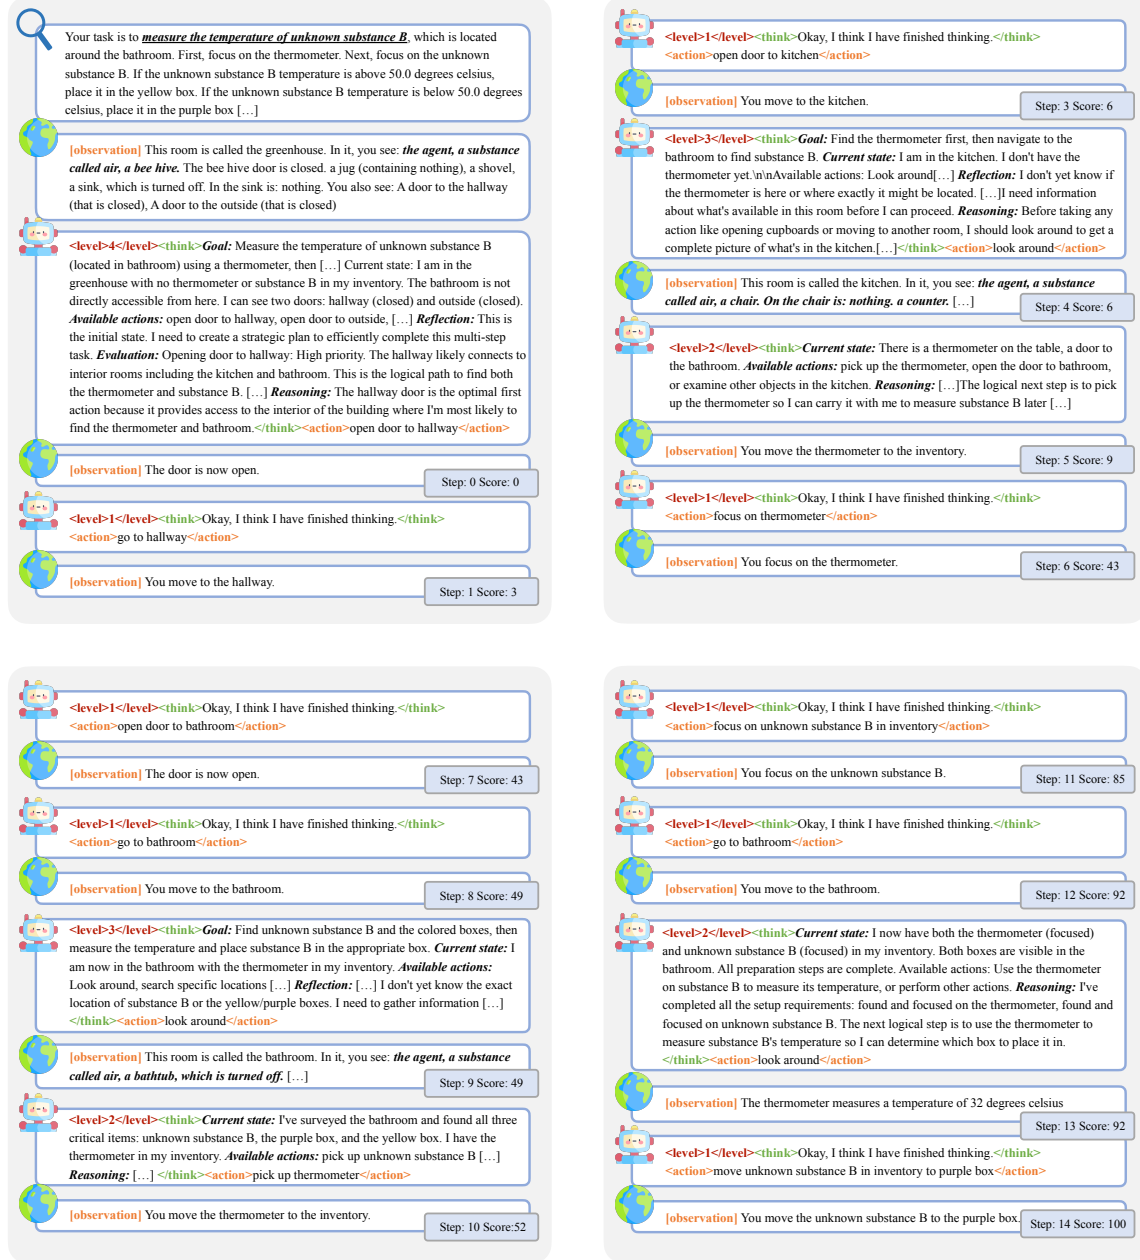 Your task is to measure the temperature of unknown substance B, which is located
around the bathroom. First, focus on the thermometer. Next, focus on the unknown
substance B. If the unknown substance B temperature is above 50.0 degrees celsius,
place it in the yellow box. If the unknown substance B temperature is below 50.0 degrees
celsius, place it in the purple box […]
[observation] This room is called the greenhouse. In it, you see: the agent, a substance
called air, a bee hive. The bee hive door is closed. a jug (containing nothing), a shovel,
a sink, which is turned off. In the sink is: nothing. You also see: A door to the hallway
(that is closed), A door to the outside (that is closed)
<level>4</level><think>Goal: Measure the temperature of unknown substance B
(located in bathroom) using a thermometer, then […] Current state: I am in the
greenhouse with no thermometer or substance B in my inventory. The bathroom is not
directly accessible from here. I can see two doors: hallway (closed) and outside (closed).
Available actions: open door to hallway, open door to outside, […] Reflection: This is
the initial state. I need to create a strategic plan to efficiently complete this multi-step
task. Evaluation: Opening door to hallway: High priority. The hallway likely connects to
interior rooms including the kitchen and bathroom. This is the logical path to find both
the thermometer and substance B. […] Reasoning: The hallway door is the optimal first
action because it provides access to the interior of the building where I'm most likely to
find the thermometer and bathroom.</think><action>open door to hallway</action>
[observation] The door is now open.
Step: 0 Score: 0
<level>1</level><think>Okay, I think I have finished thinking.</think>
<action>go to hallway</action>
[observation] You move to the hallway.
Step: 1 Score: 3
<level>1</level><think>Okay, I think I have finished thinking.</think>
<action>open door to kitchen</action>
[observation] You move to the kitchen.
Step: 3 Score: 6
<level>3</level><think>Goal: Find the thermometer first, then navigate to the
bathroom to find substance B. Current state: I am in the kitchen. I don't have the
thermometer yet.\n\nAvailable actions: Look around[…] Reflection: I don't yet know if
the thermometer is here or where exactly it might be located. […]I need information
about what's available in this room before I can proceed. Reasoning: Before taking any
action like opening cupboards or moving to another room, I should look around to get a
complete picture of what's in the kitchen.[…]</think><action>look around</action>
[observation] This room is called the kitchen. In it, you see: the agent, a substance
called air, a chair. On the chair is: nothing. a counter. […]
Step: 4 Score: 6
<level>2</level><think>Current state: There is a thermometer on the table, a door to
the bathroom. Available actions: pick up the thermometer, open the door to bathroom,
or examine other objects in the kitchen. Reasoning: […]The logical next step is to pick
up the thermometer so I can carry it with me to measure substance B later […]
[observation] You move the thermometer to the inventory.
Step: 5 Score: 9
<level>1</level><think>Okay, I think I have finished thinking.</think>
<action>focus on thermometer</action>
[observation] You focus on the thermometer.
Step: 6 Score: 43
<level>1</level><think>Okay, I think I have finished thinking.</think>
<action>open door to bathroom</action>
[observation] The door is now open.
Step: 7 Score: 43
<level>1</level><think>Okay, I think I have finished thinking.</think>
<action>go to bathroom</action>
[observation] You move to the bathroom.
Step: 8 Score: 49
<level>3</level><think>Goal: Find unknown substance B and the colored boxes, then
measure the temperature and place substance B in the appropriate box. Current state: I
am now in the bathroom with the thermometer in my inventory. Available actions:
Look around, search specific locations […] Reflection: […] I don't yet know the exact
location of substance B or the yellow/purple boxes. I need to gather information […]
</think><action>look around</action>
[observation] This room is called the bathroom. In it, you see: the agent, a substance
called air, a bathtub, which is turned off. […]
Step: 9 Score: 49
<level>2</level><think>Current state: I've surveyed the bathroom and found all three
critical items: unknown substance B, the purple box, and the yellow box. I have the
thermometer in my inventory. Available actions: pick up unknown substance B […]
Reasoning: […] </think><action>pick up thermometer</action>
[observation] You move the thermometer to the inventory.
Step: 10 Score:52
<level>1</level><think>Okay, I think I have finished thinking.</think>
<action>focus on unknown substance B in inventory</action>
[observation] You focus on the unknown substance B.
Step: 11 Score: 85
<level>1</level><think>Okay, I think I have finished thinking.</think>
<action>go to bathroom</action>
[observation] You move to the bathroom.
Step: 12 Score: 92
<level>2</level><think>Current state: I now have both the thermometer (focused)
and unknown substance B (focused) in my inventory. Both boxes are visible in the
bathroom. All preparation steps are complete. Available actions: Use the thermometer
on substance B to measure its temperature, or perform other actions. Reasoning: I've
completed all the setup requirements: found and focused on the thermometer, found and
focused on unknown substance B. The next logical step is to use the thermometer to
measure substance B's temperature so I can determine which box to place it in.
</think><action>look around</action>
[observation] The thermometer measures a temperature of 32 degrees celsius
Step: 13 Score: 92
<level>1</level><think>Okay, I think I have finished thinking.</think>
<action>move unknown substance B in inventory to purple box</action>
[observation] You move the unknown substance B to the purple box.
Step: 14 Score: 100